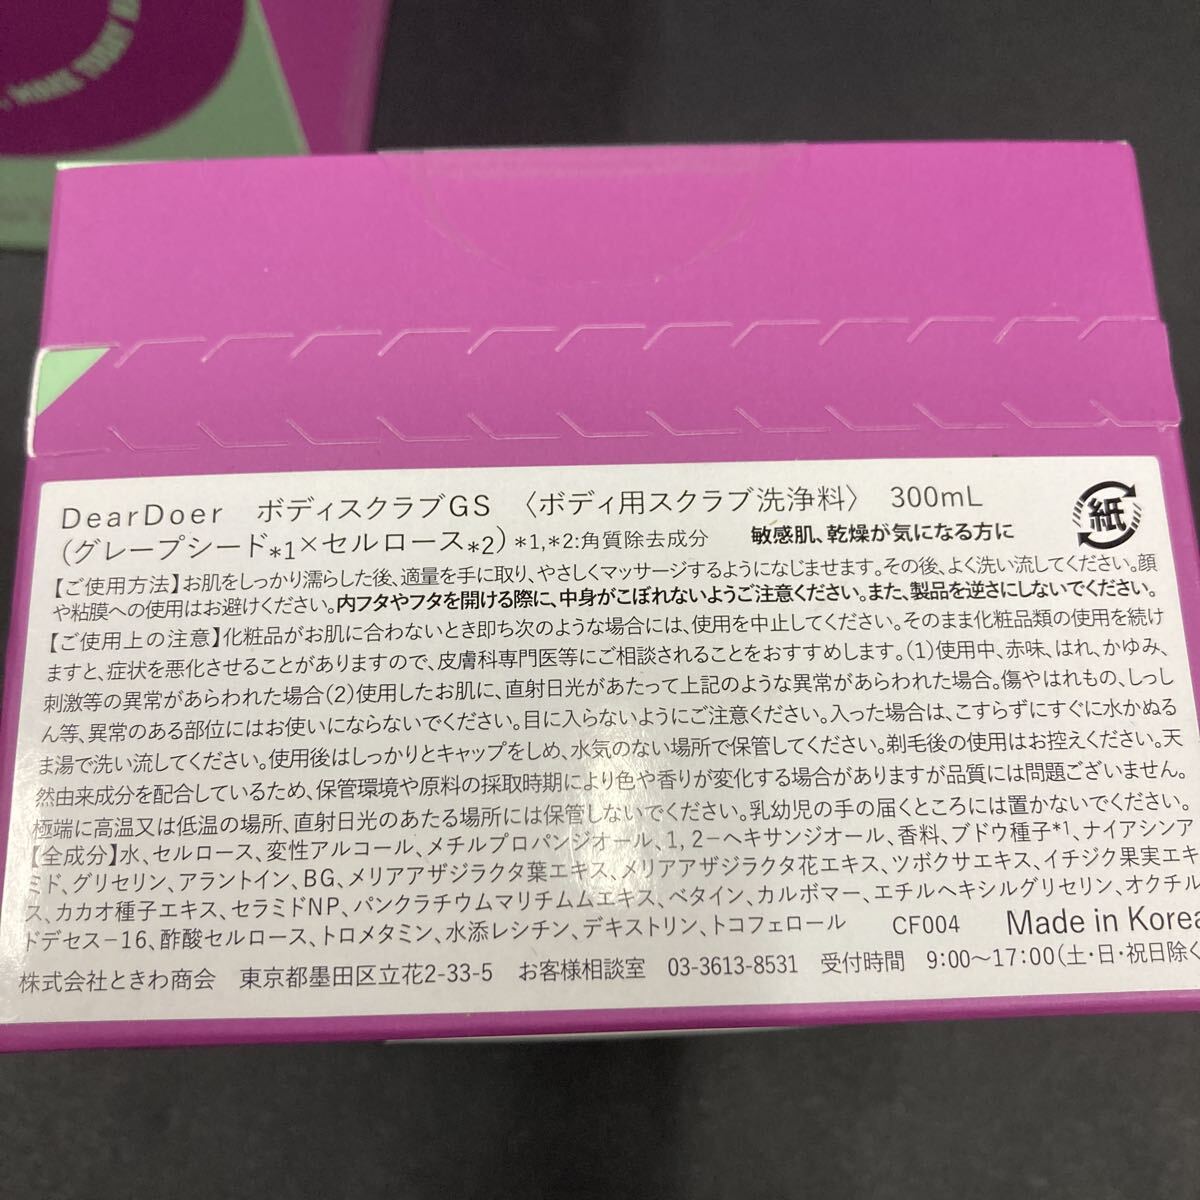 MAKE TODAY
DearDoer ボディスクラブGS 〈ボディ用スクラブ洗浄料〉 300mL
紙
(グレープシード*1×セルロース*2) *1,*2:角質除去成分 敏感肌、乾燥が気になる方に
【ご使用方法】お肌をしっかり濡らした後、適量を手に取り、やさしくマッサージするようになじませます。その後、よく洗い流してください。顔
や粘膜への使用はお避けください。内フタやフタを開ける際に、中身がこぼれないようご注意ください。また、製品を逆さにしないでください。
【ご使用上の注意】化粧品がお肌に合わないとき即ち次のような場合には、使用を中止してください。そのまま化粧品類の使用を続け
ますと、症状を悪化させることがありますので、皮膚科専門医等にご相談されることをおすすめします。(1)使用中、赤味、はれ、かゆみ、
刺激等の異常があらわれた場合(2)使用したお肌に、直射日光があたって上記のような異常があらわれた場合。傷やはれもの、しっし
ん等、異常のある部位にはお使いにならないでください。目に入らないようにご注意ください。入った場合は、こすらずにすぐに水かぬる
ま湯で洗い流してください。使用後はしっかりとキャップをしめ、水気のない場所で保管してください。剃毛後の使用はお控えください。天
然由来成分を配合しているため、保管環境や原料の採取時期により色や香りが変化する場合がありますが品質には問題ございません。
極端に高温又は低温の場所、直射日光のあたる場所には保管しないでください。乳幼児の手の届くところには置かないでください。
【全成分】水、セルロース、変性アルコール、メチルプロパンジオール、1,2-ヘキサンジオール、香料、ブドウ種子*1、ナイアシンア
ミド、グリセリン、アラントイン、BG、メリアアザジラクタ葉エキス、メリアアザジラクタ花エキス、ツボクサエキス、イチジク果実エキ
ス、カカオ種子エキス、セラミドNP、パンクラチウムマリチムムエキス、ベタイン、カルボマー、エチルヘキシルグリセリン、オクチル
ドデセス-16、酢酸セルロース、トロメタミン、水添レシチン、デキストリン、トコフェロール CF004 Made in Korea
株式会社ときわ商会 東京都墨田区立花2-33-5 お客様相談室 03-3613-8531 受付時間 9:00~17:00(土・日・祝日除く